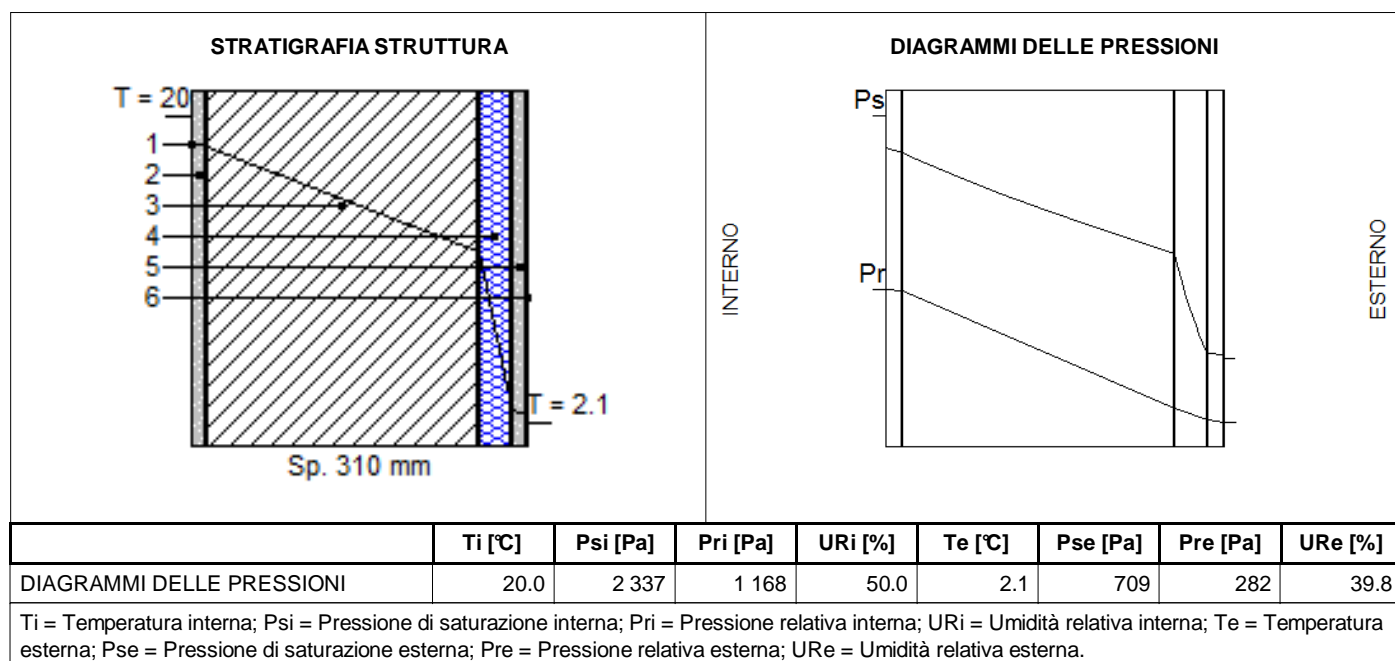 STRATIGRAFIA STRUTTURA
T = 20
1
2
3
4
5
6
T = 2.1
Sp. 310 mm
DIAGRAMMI DELLE PRESSIONI
Ps
Pr
INTERNO
ESTERNO
Ti [°C] Psi [Pa] Pri [Pa] URi [%] Te [°C] Pse [Pa] Pre [Pa] URe [%]
DIAGRAMMI DELLE PRESSIONI 20.0 2 337 1 168 50.0 2.1 709 282 39.8
Ti = Temperatura interna; Psi = Pressione di saturazione interna; Pri = Pressione relativa interna; URi = Umidità relativa interna; Te = Temperatura
esterna; Pse = Pressione di saturazione esterna; Pre = Pressione relativa esterna; URe = Umidità relativa esterna.